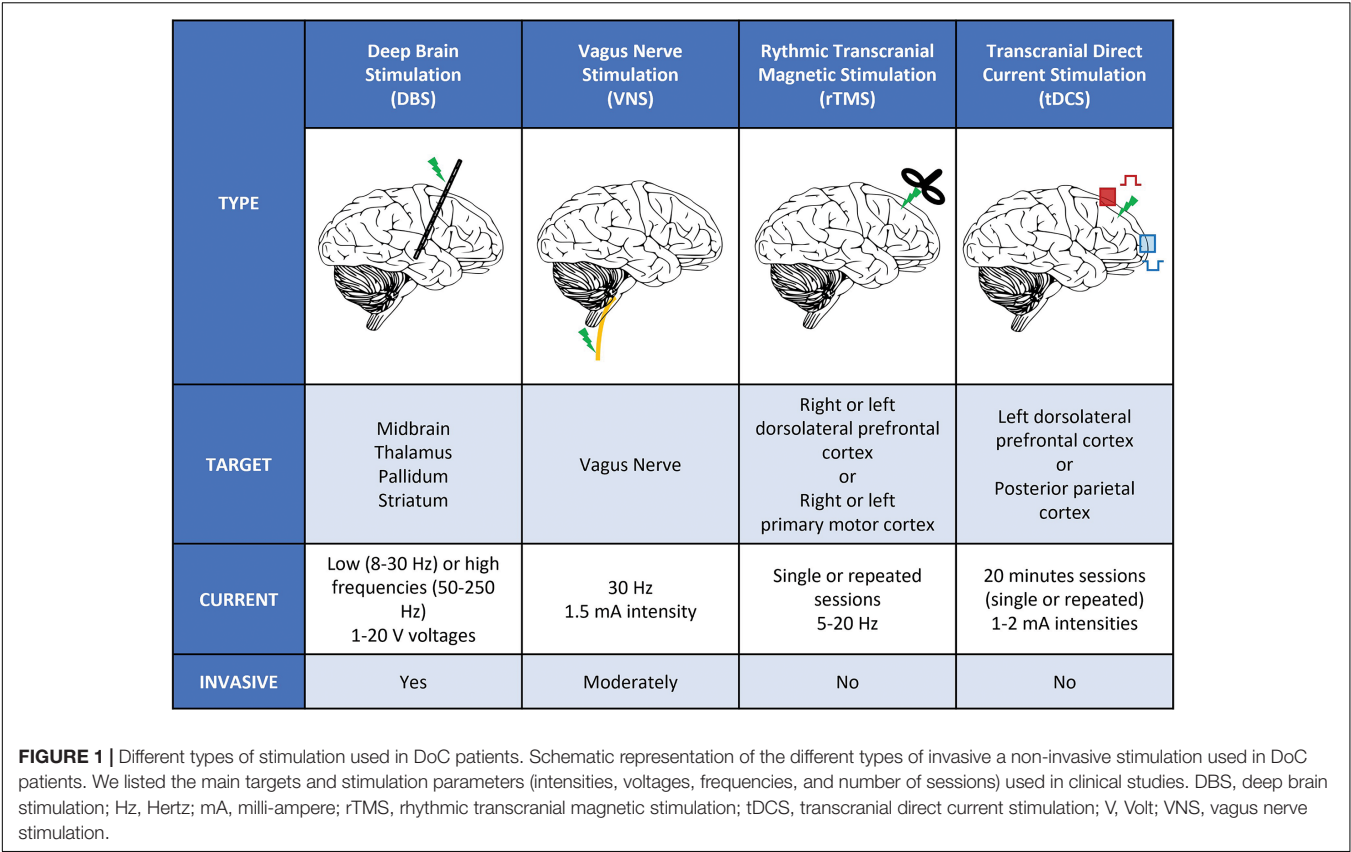 TYPE
Deep Brain
Stimulation
(DBS)
Vagus Nerve
Stimulation
(VNS)
Rythmic Transcranial
Magnetic Stimulation
(rTMS)
Transcranial Direct
Current Stimulation
(tDCS)
TARGET
Midbrain
Thalamus
Pallidum
Striatum
Vagus Nerve
Right or left
dorsolateral prefrontal
cortex
or
Right or left
primary motor cortex
Left dorsolateral
prefrontal cortex
or
Posterior parietal
cortex
CURRENT
Low (8-30 Hz) or high
frequencies (50-250
Hz)
1-20 V voltages
30 Hz
1.5 mA intensity
Single or repeated
sessions
5-20 Hz
20 minutes sessions
(single or repeated)
1-2 mA intensities
INVASIVE
Yes
Moderately
No
No
FIGURE 1 | Different types of stimulation used in DoC patients. Schematic representation of the different types of invasive a non-invasive stimulation used in DoC
patients. We listed the main targets and stimulation parameters (intensities, voltages, frequencies, and number of sessions) used in clinical studies. DBS, deep brain
stimulation; Hz, Hertz; mA, milli-ampere; rTMS, rhythmic transcranial magnetic stimulation; tDCS, transcranial direct current stimulation; V, Volt; VNS, vagus nerve
stimulation.